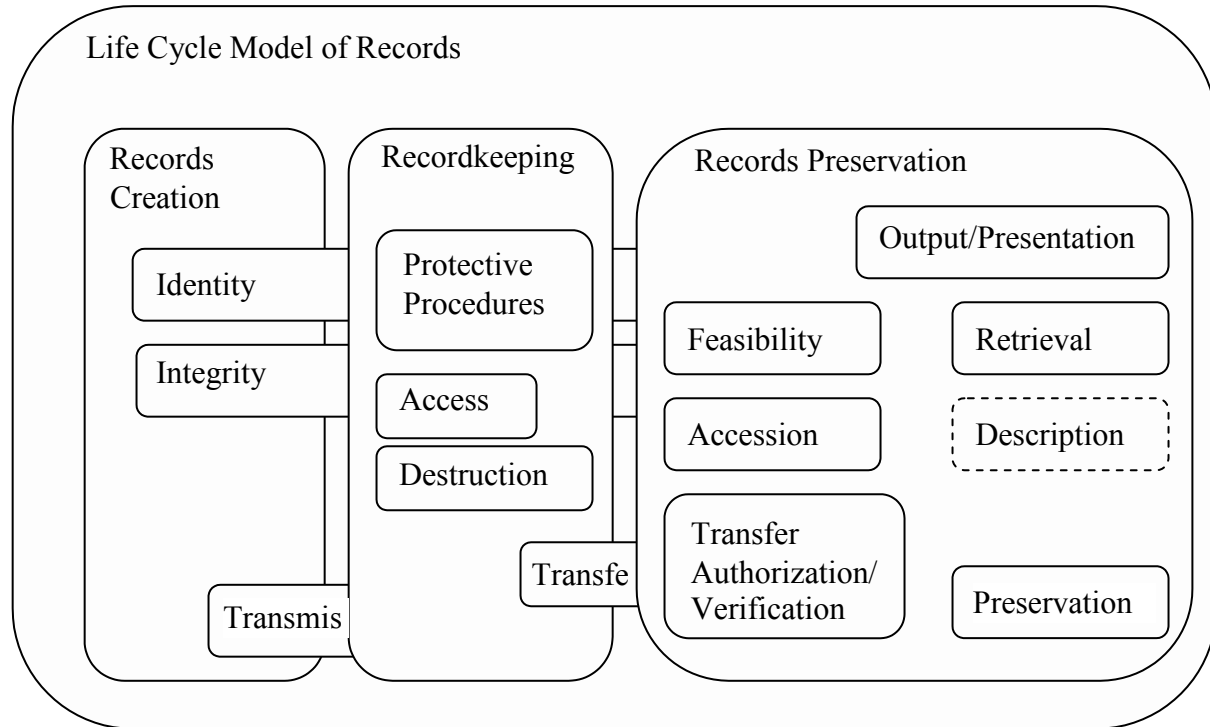 Life Cycle Model of Records
Records
Creation
Identity
Integrity
Transmis
Recordkeeping
Protective
Procedures
Access
Destruction
Transfe
Records Preservation
Output/Presentation
Feasibility
Retrieval
Accession
Description
Transfer
Authorization/
Verification
Preservation